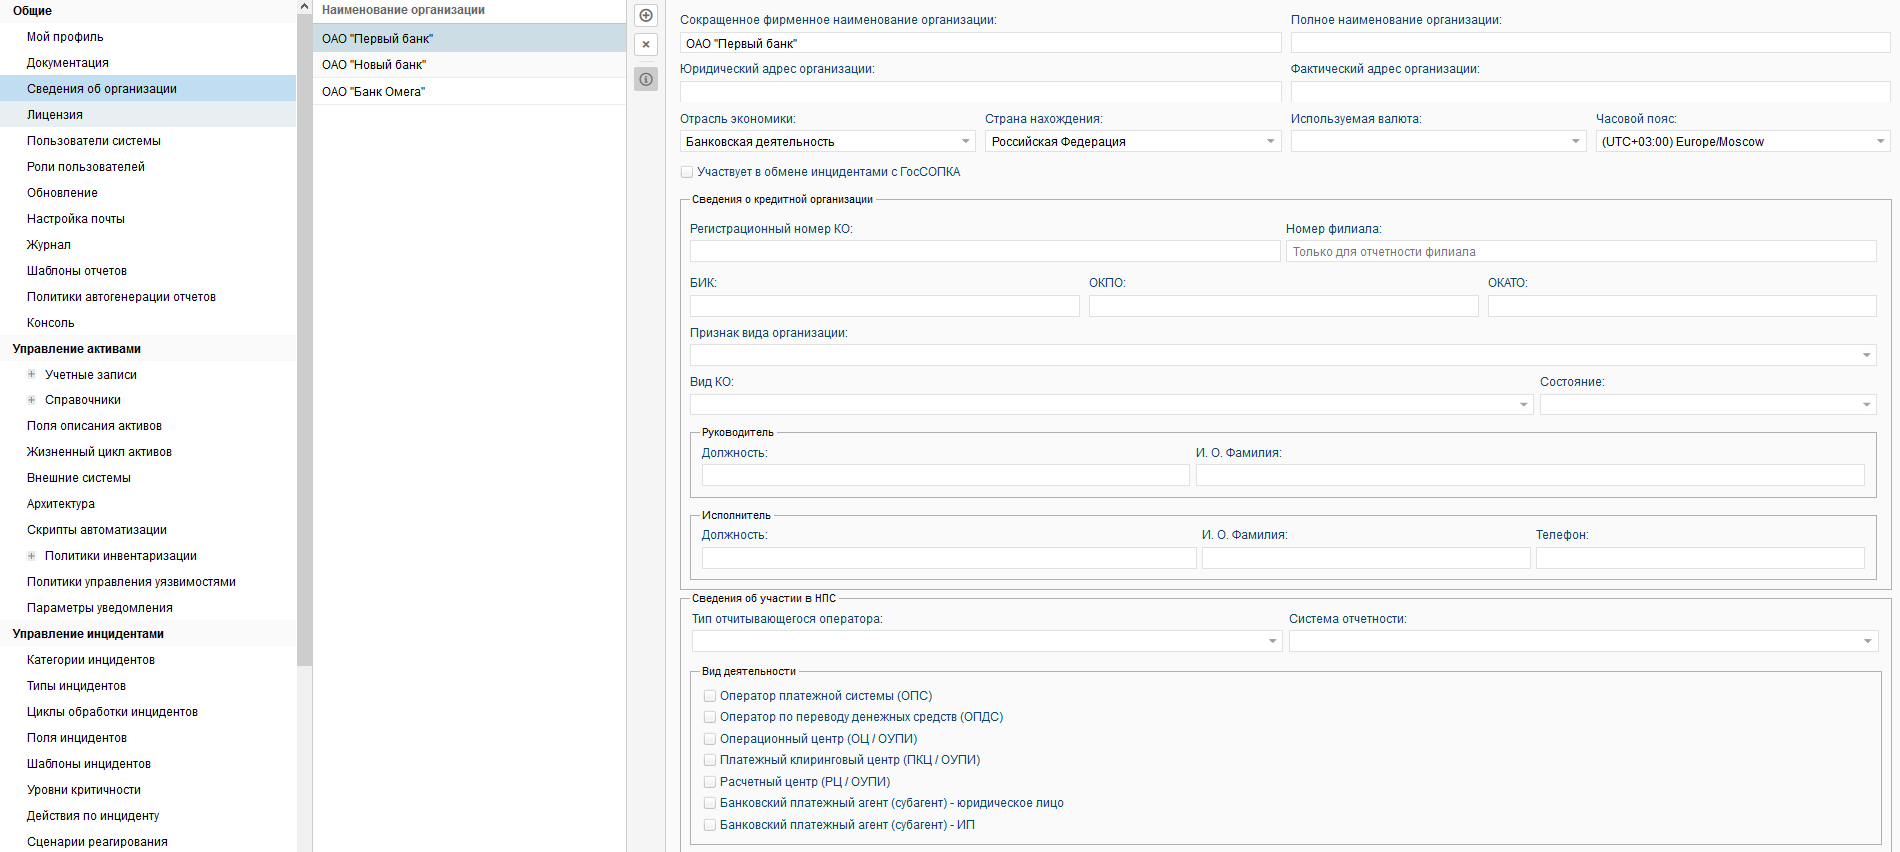 Общие
Мой профиль
Документация
Сведения об организации
Лицензия
Пользователи системы
Роли пользователей
Обновление
Настройка почты
Журнал
Шаблоны отчетов
Политики автогенерации отчетов
Консоль
Управление активами
Учетные записи
Справочники
Поля описания активов
Жизненный цикл активов
Внешние системы
Архитектура
Скрипты автоматизации
Политики инвентаризации
Политики управления уязвимостями
Параметры уведомления
Управление инцидентами
Категории инцидентов
Типы инцидентов
Циклы обработки инцидентов
Поля инцидентов
Шаблоны инцидентов
Уровни критичности
Действия по инциденту
Сценарии реагирования
Наименование организации
ОАО "Первый банк"
ОАО "Новый банк"
ОАО "Банк Омега"
Сокращенное фирменное наименование организации: Полное наименование организации:
ОАО "Первый банк"
Юридический адрес организации: Фактический адрес организации:
Отрасль экономики: Страна нахождения: Используемая валюта: Часовой пояс:
Банковская деятельность Российская Федерация (UTC+03:00) Europe/Moscow
Участвует в обмене инцидентами с ГосСОПКА
Сведения о кредитной организации
Регистрационный номер КО: Номер филиала:
Только для отчетности филиала
БИК: ОКПО: ОКАТО:
Признак вида организации:
Вид КО: Состояние:
Руководитель
Должность: И. О. Фамилия:
Исполнитель
Должность: И. О. Фамилия: Телефон:
Сведения об участии в НПС
Тип отчитывающегося оператора: Система отчетности:
Вид деятельности
Оператор платежной системы (ОПС)
Оператор по переводу денежных средств (ОПДС)
Операционный центр (ОЦ / ОУПИ)
Платежный клиринговый центр (ПКЦ / ОУПИ)
Расчетный центр (РЦ / ОУПИ)
Банковский платежный агент (субагент) - юридическое лицо
Банковский платежный агент (субагент) - ИП